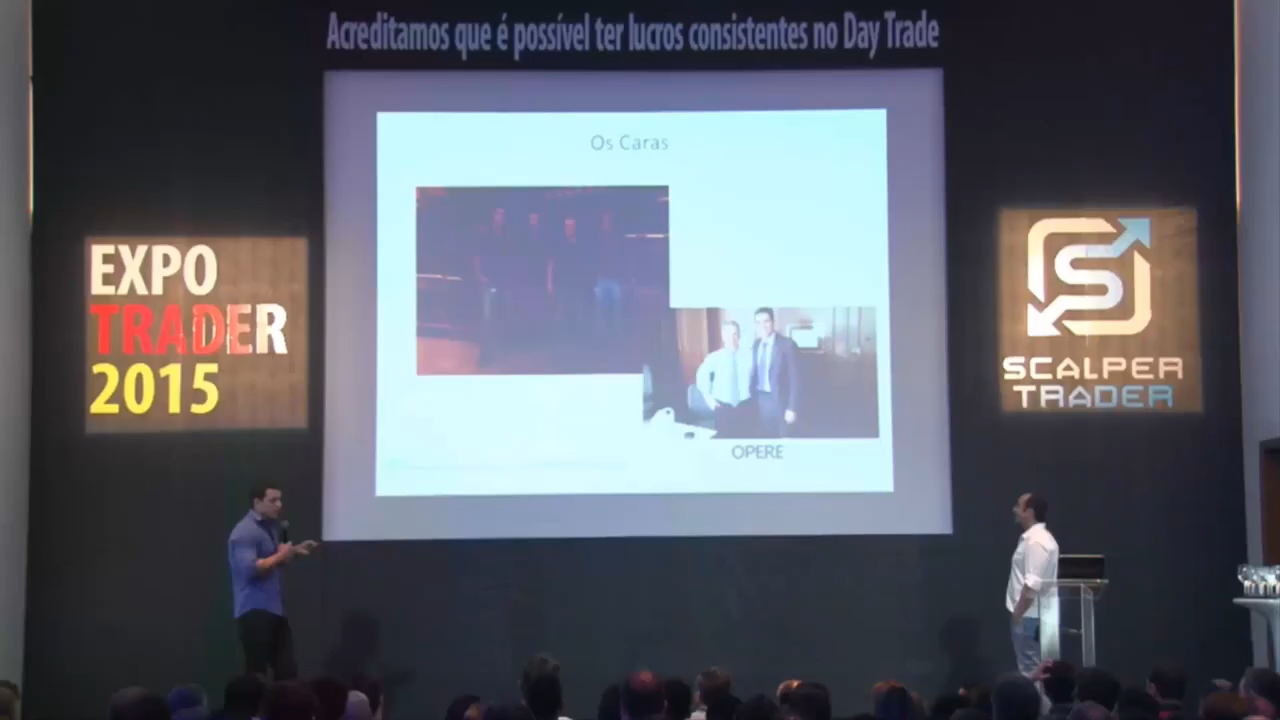 Acreditamos que é possível ter lucros consistentes no Day Trade
Os Caras
EXPO
TRADER
2015
SCALPER
TRADER
OPERE